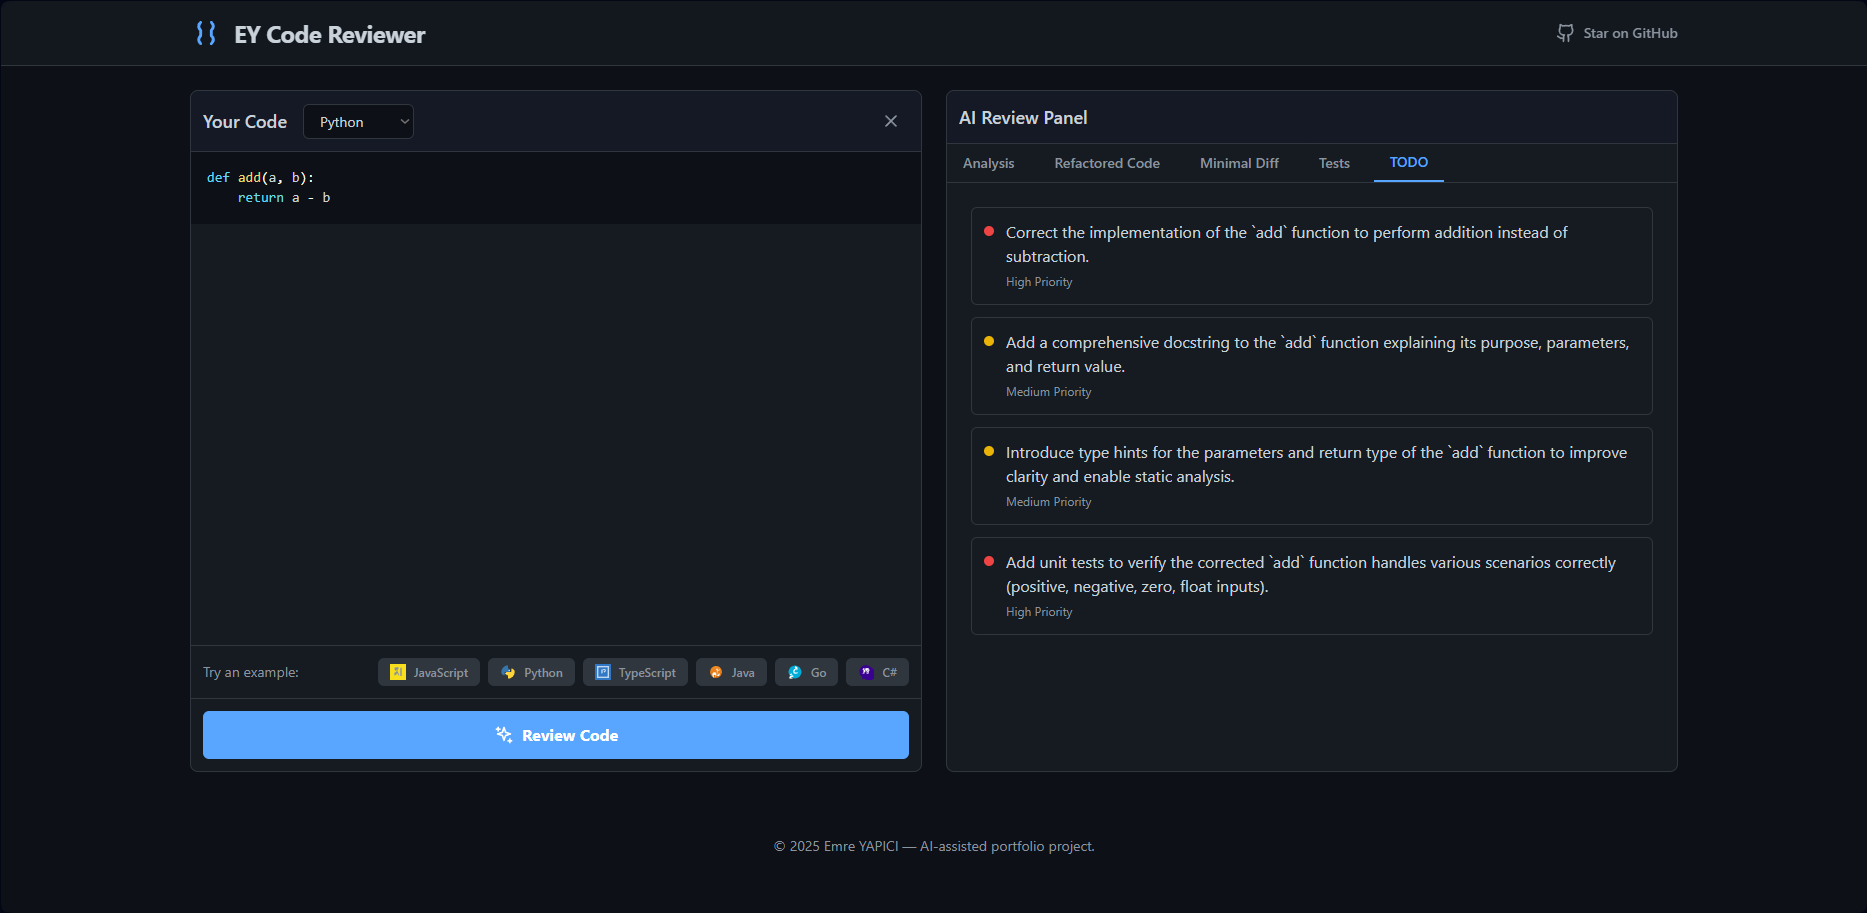 EY Code Reviewer
Star on GitHub
Your Code
Python
def add(a, b):
    return a - b
Try an example:
JavaScript
Python
TypeScript
Java
Go
C#
Review Code
AI Review Panel
Analysis
Refactored Code
Minimal Diff
Tests
TODO
Correct the implementation of the `add` function to perform addition instead of
subtraction.
High Priority
Add a comprehensive docstring to the `add` function explaining its purpose, parameters,
and return value.
Medium Priority
Introduce type hints for the parameters and return type of the `add` function to improve
clarity and enable static analysis.
Medium Priority
Add unit tests to verify the corrected `add` function handles various scenarios correctly
(positive, negative, zero, float inputs).
High Priority
© 2025 Emre YAPICI — AI-assisted portfolio project.